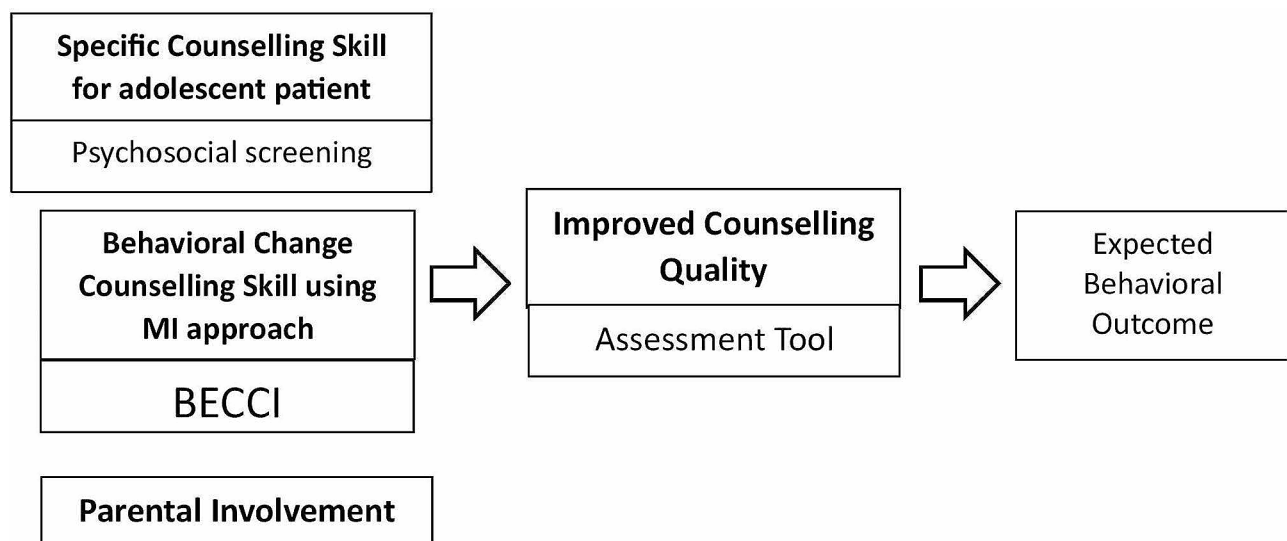 Specific Counselling Skill
for adolescent patient
Psychosocial screening
Behavioral Change
Counselling Skill using
MI approach
BECCI
Parental Involvement
Improved Counselling
Quality
Assessment Tool
Expected
Behavioral
Outcome